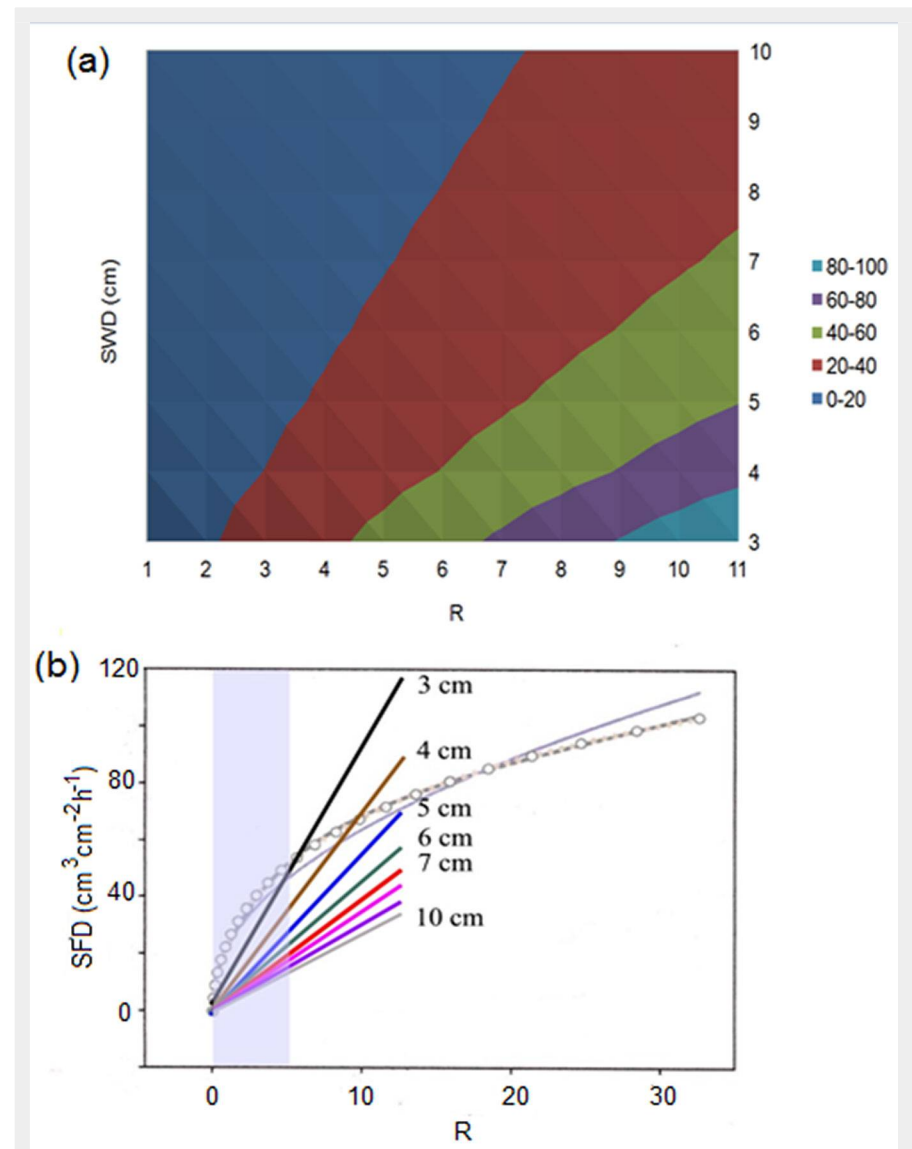 (a)
10
9
8
7
6
5
4
3
SWD (cm)
80-100
60-80
40-60
20-40
0-20
1 2 3 4 5 6 7 8 9 10 11
R
(b)
120
80
40
0
SFD (cm³cm⁻²h⁻¹)
3 cm
4 cm
5 cm
6 cm
7 cm
10 cm
0 10 20 30
R